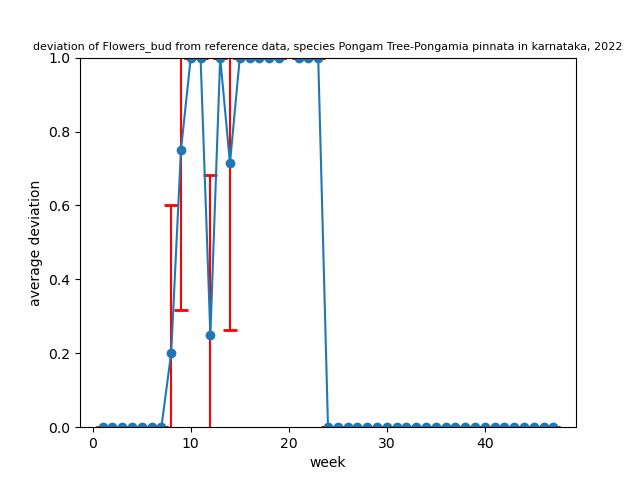 deviation of Flowers_bud from reference data, species Pongam Tree-Pongamia pinnata in karnataka, 2022
1.0
0.8
0.6
0.4
0.2
0.0
average deviation
0 10 20 30 40
week